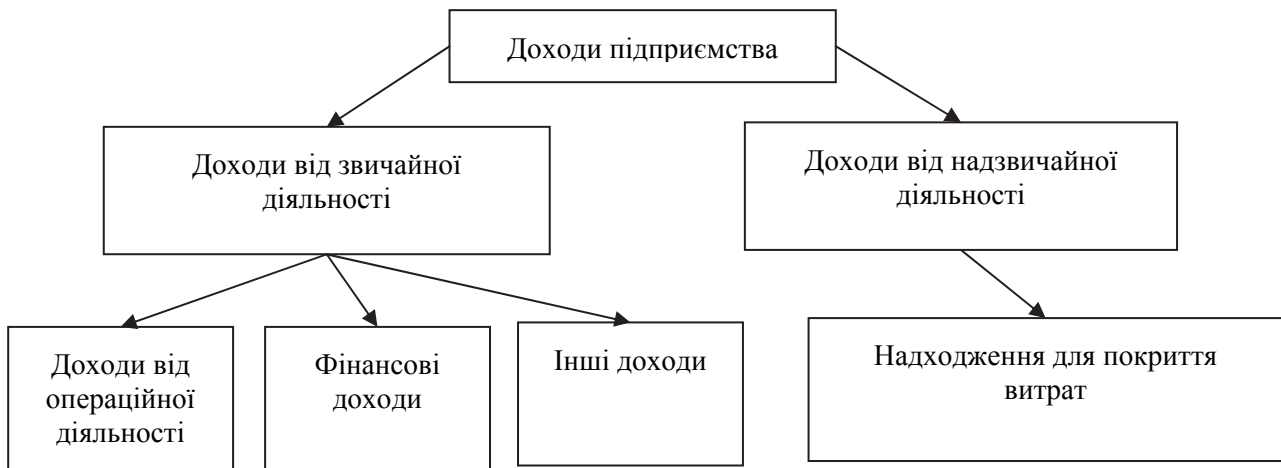 Доходи підприємства
Доходи від звичайної
діяльності
Доходи від надзвичайної
діяльності
Доходи від
операційної
діяльності
Фінансові
доходи
Інші доходи
Надходження для покриття
витрат